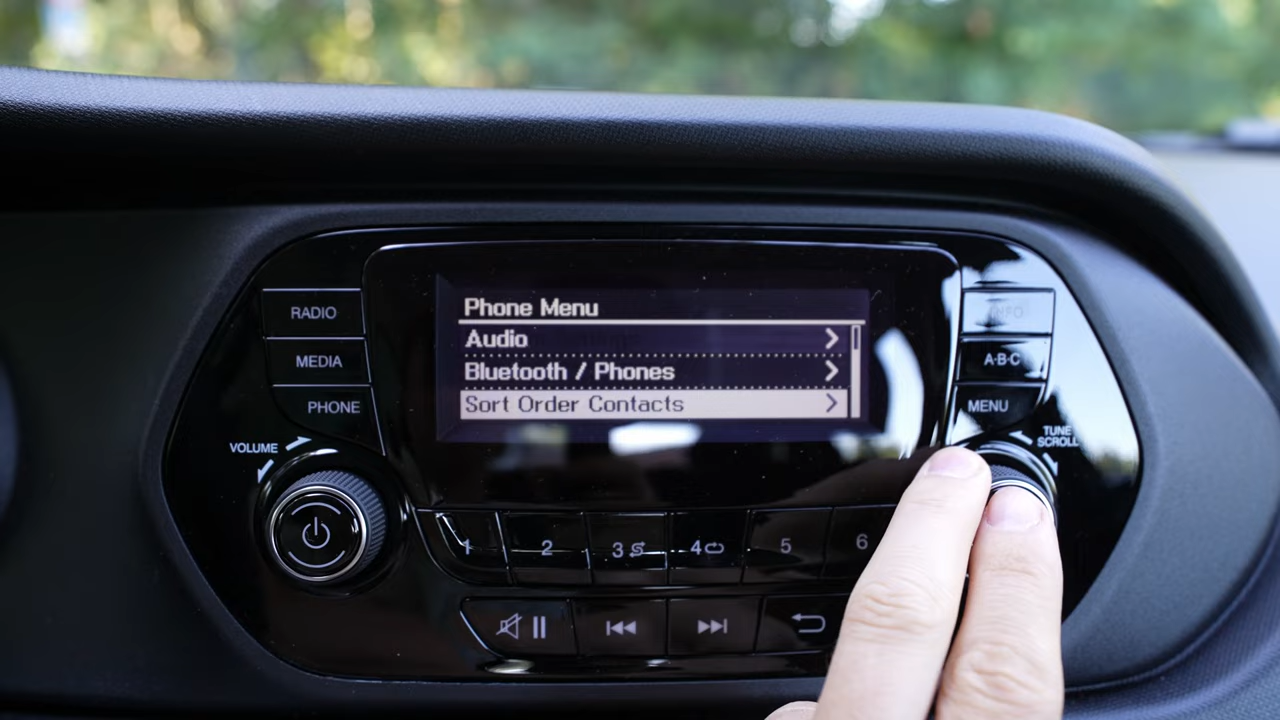 RADIO
MEDIA
PHONE
VOLUME
Phone Menu
Audio
Bluetooth / Phones
Sort Order Contacts
INFO
A·B·C
MENU
TUNE
SCROLL
1
2
3
4
5
6